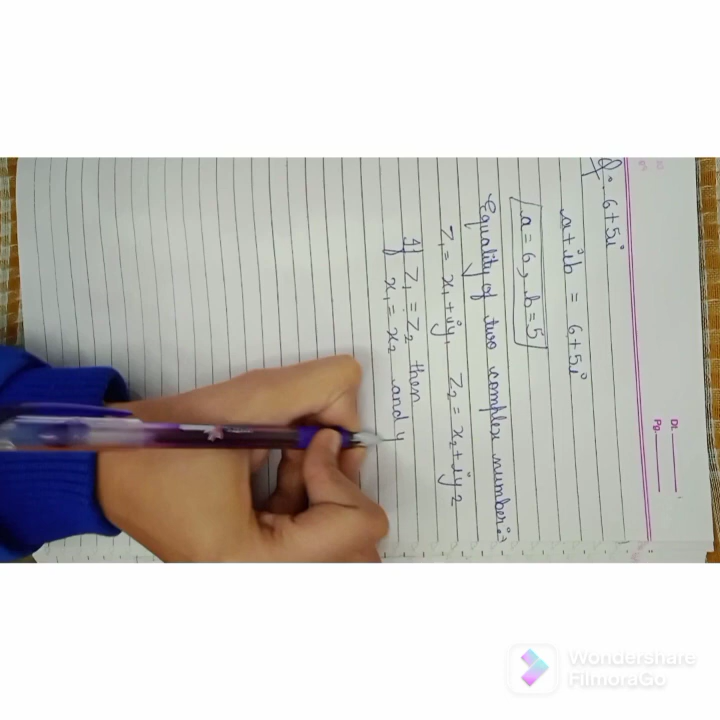 Dt.
Pg.
Q:- 6+5i
a+ib = 6+5i
a=6, b=5
Equality of two complex number:-
Z₁ = x₁+iy₁ Z₂ = x₂+iy₂
If Z₁ = Z₂ then
x₁ = x₂ and y
Wondershare
FilmoraGo